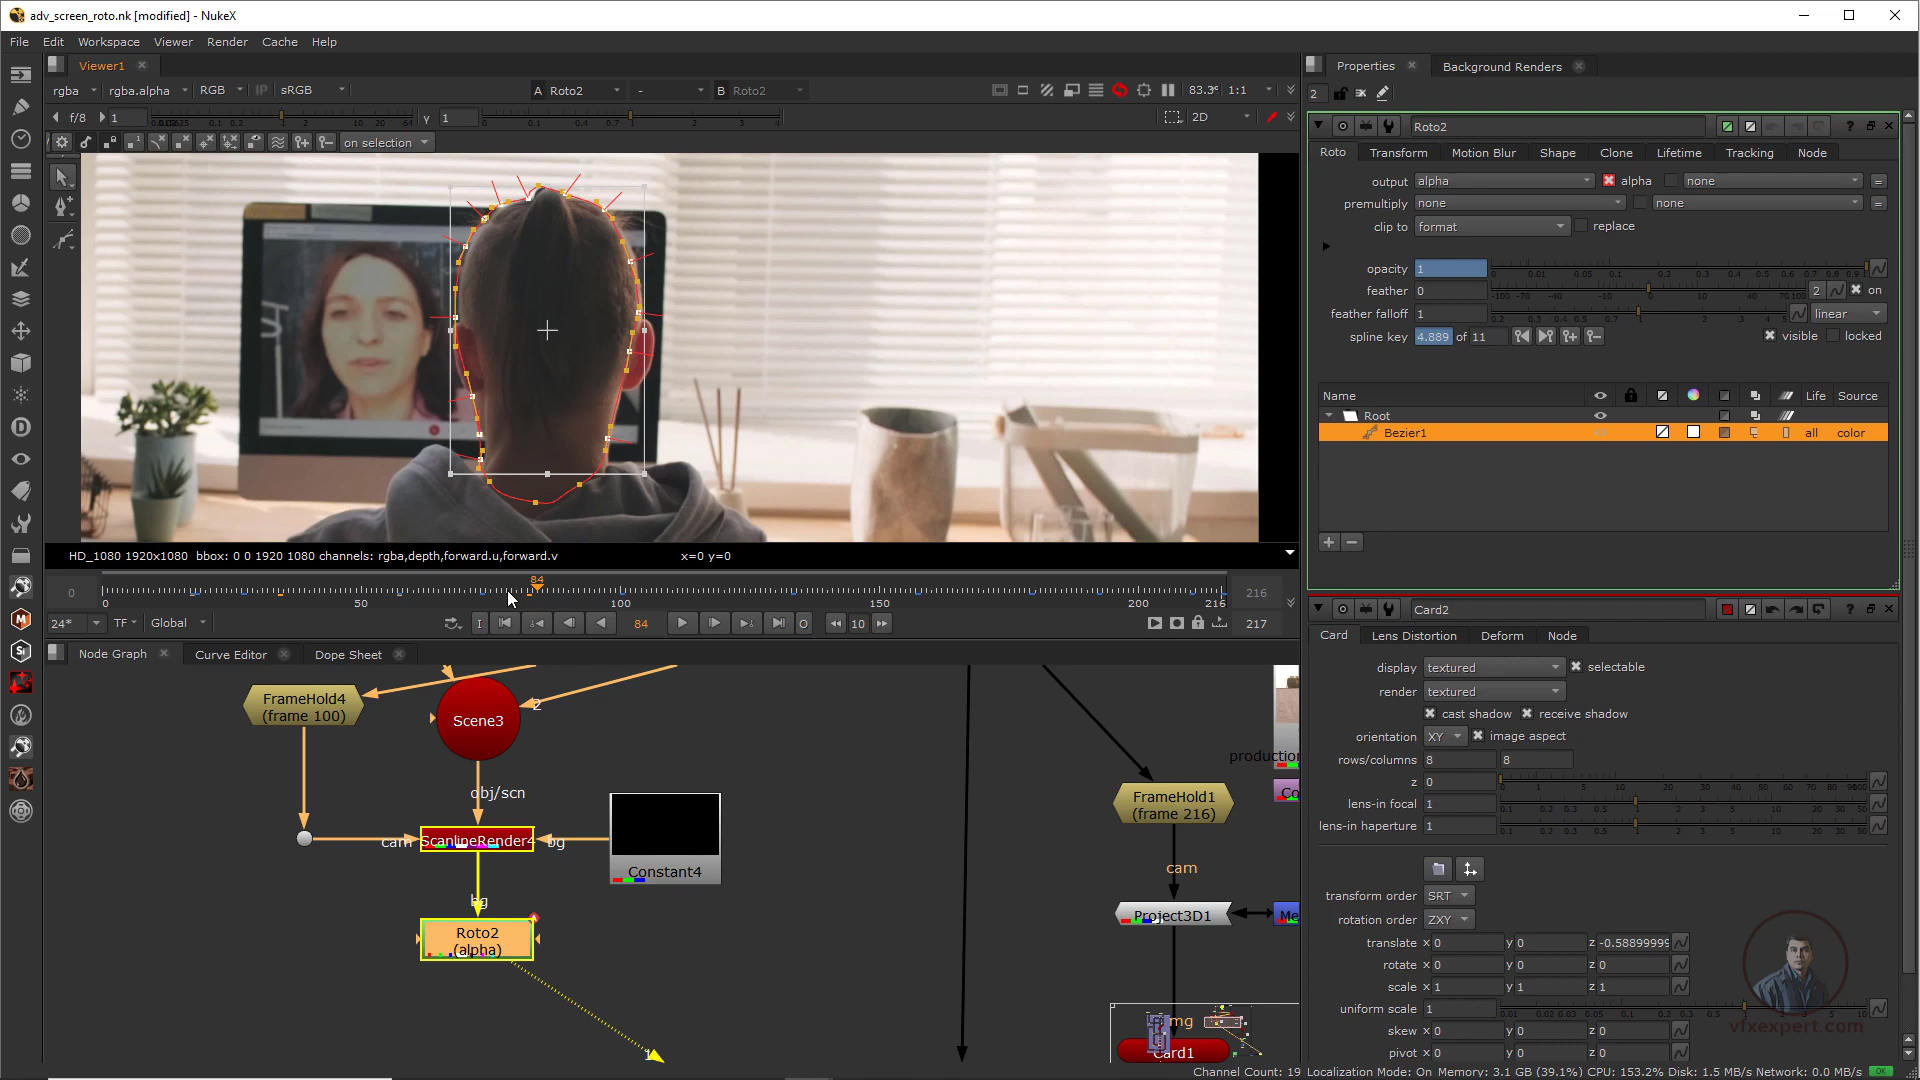 adv_screen_roto.nk [modified] - NukeX
File Edit Workspace Viewer Render Cache Help
Viewer1
rgba rgba.alpha RGB IP sRGB A Roto2 - B Roto2 1:1
f/8 1 γ 1 2D
on selection
HD_1080 1920x1080 bbox: 0 0 1920 1080 channels: rgba,depth,forward.u,forward.v x=0 y=0
84
0 0 50 100 150 200 216 216
24* TF Global I 84 O 10 217
Node Graph Curve Editor Dope Sheet
FrameHold4
(frame 100)
Scene3
2
obj/scn
cam ScanlineRender4 bg
Constant4
bg
Roto2
(alpha)
1
production
FrameHold1
(frame 216)
cam
Project3D1
img
Card1
Properties Background Renders
2
Roto2
Roto Transform Motion Blur Shape Clone Lifetime Tracking Node
output alpha alpha none =
premultiply none none =
clip to format replace
opacity 1
feather 0 2 on
feather falloff 1 linear
spline key 4.889 of 11 visible locked
Name Life Source
Root
Bezier1 all color
Card2
Card Lens Distortion Deform Node
display textured selectable
render textured
cast shadow receive shadow
orientation XY image aspect
rows/columns 8 8
z 0
lens-in focal 1
lens-in haperture 1
transform order SRT
rotation order ZXY
translate x 0 y 0 z -0.58899999
rotate x 0 y 0 z 0
scale x 1 y 1 z 1
uniform scale 1
skew x 0 y 0 z 0
pivot x 0 y 0 z 0
vfxexpert.com
Channel Count: 19 Localization Mode: On Memory: 3.1 GB (39.1%) CPU: 153.2% Disk: 1.5 MB/s Network: 0.0 MB/s OK